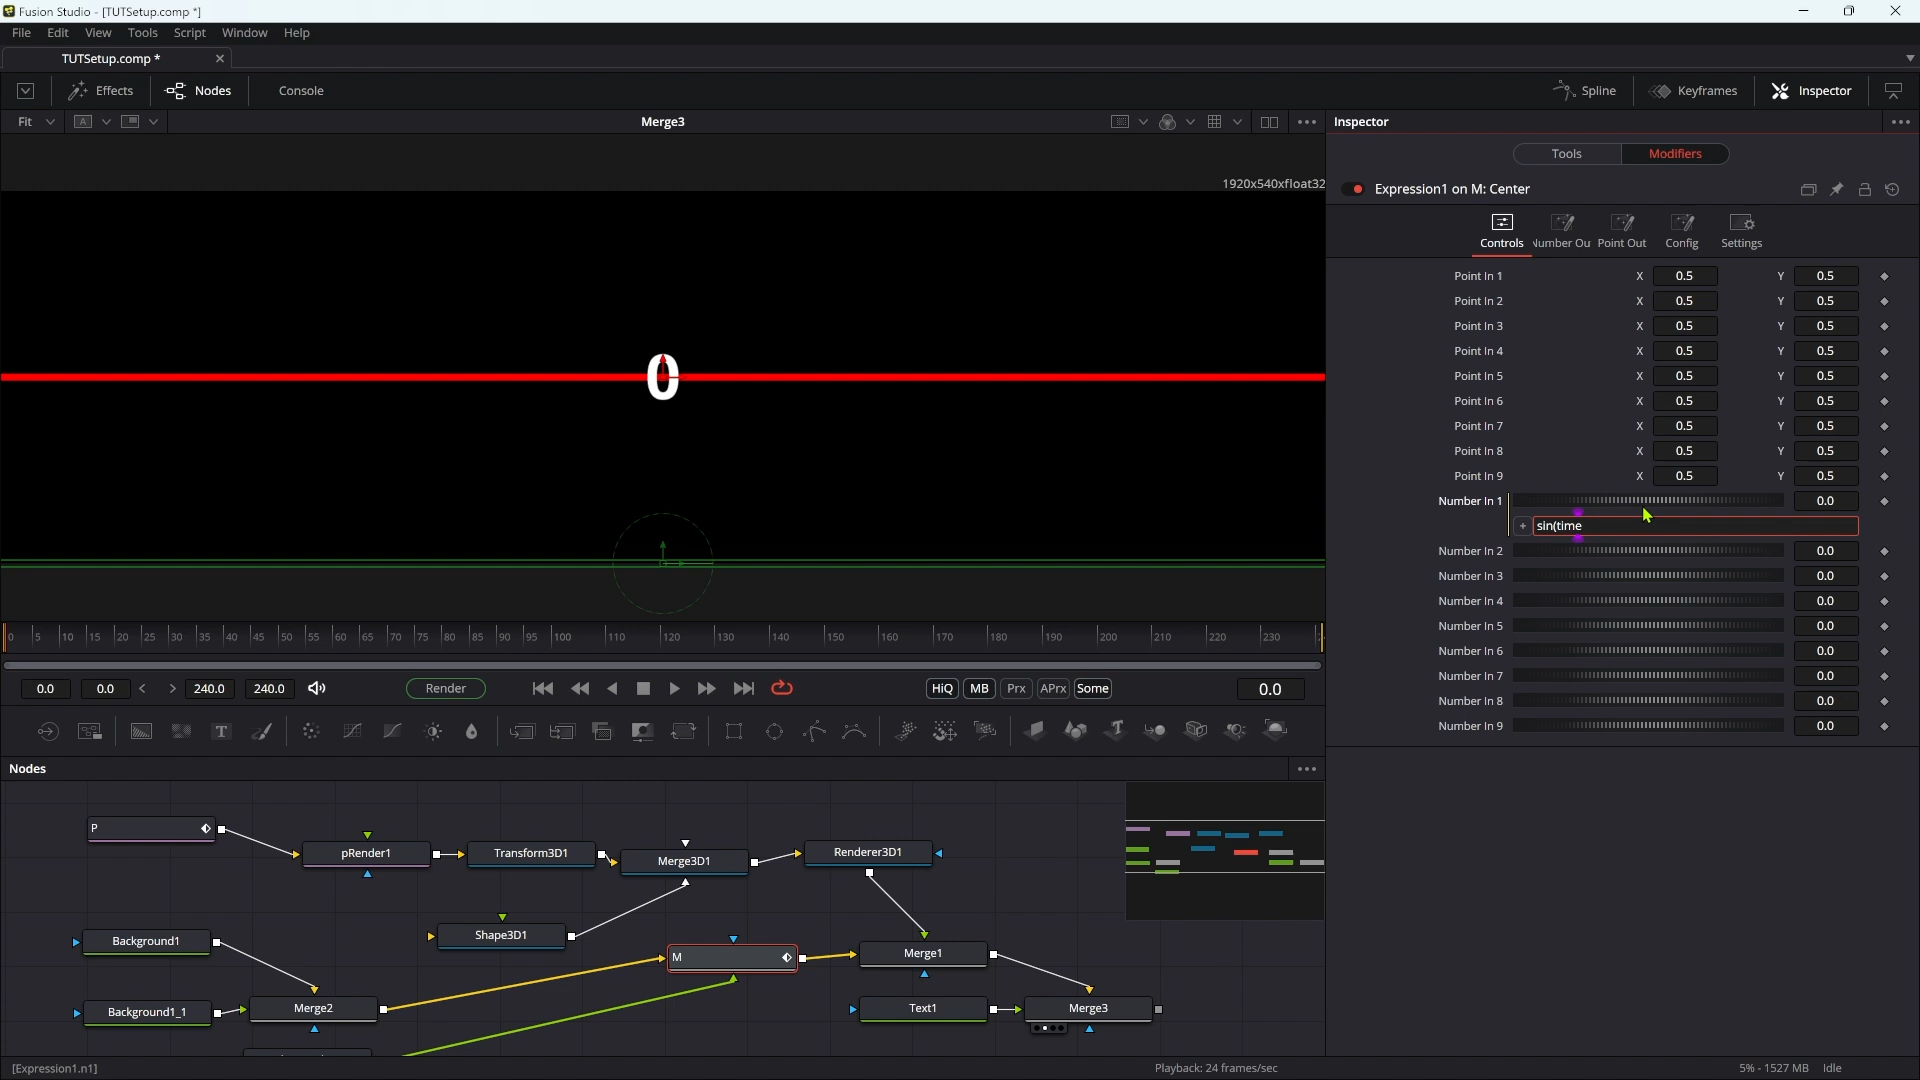 Fusion Studio - [TUTSetup.comp *]
File Edit View Tools Script Window Help
TUTSetup.comp *
Effects Nodes Console Spline Keyframes Inspector
Fit A Merge3 Inspector
Tools Modifiers
1920x540xfloat32
Expression1 on M: Center
Controls Number Ou Point Out Config Settings
Point In 1 X 0.5 Y 0.5
Point In 2 X 0.5 Y 0.5
Point In 3 X 0.5 Y 0.5
Point In 4 X 0.5 Y 0.5
Point In 5 X 0.5 Y 0.5
Point In 6 X 0.5 Y 0.5
Point In 7 X 0.5 Y 0.5
Point In 8 X 0.5 Y 0.5
Point In 9 X 0.5 Y 0.5
0
Number In 1 0.0
+ sin(time
Number In 2 0.0
Number In 3 0.0
Number In 4 0.0
Number In 5 0.0
Number In 6 0.0
Number In 7 0.0
Number In 8 0.0
Number In 9 0.0
0 5 10 15 20 25 30 35 40 45 50 55 60 65 70 75 80 85 90 95 100 110 120 130 140 150 160 170 180 190 200 210 220 230
0.0 0.0 240.0 240.0 Render HiQ MB Prx APrx Some 0.0
T
Nodes
P
pRender1 Transform3D1 Merge3D1 Renderer3D1
Background1 Shape3D1 M Merge1
Background1_1 Merge2 Text1 Merge3
[Expression1.n1] Playback: 24 frames/sec 5% - 1527 MB Idle